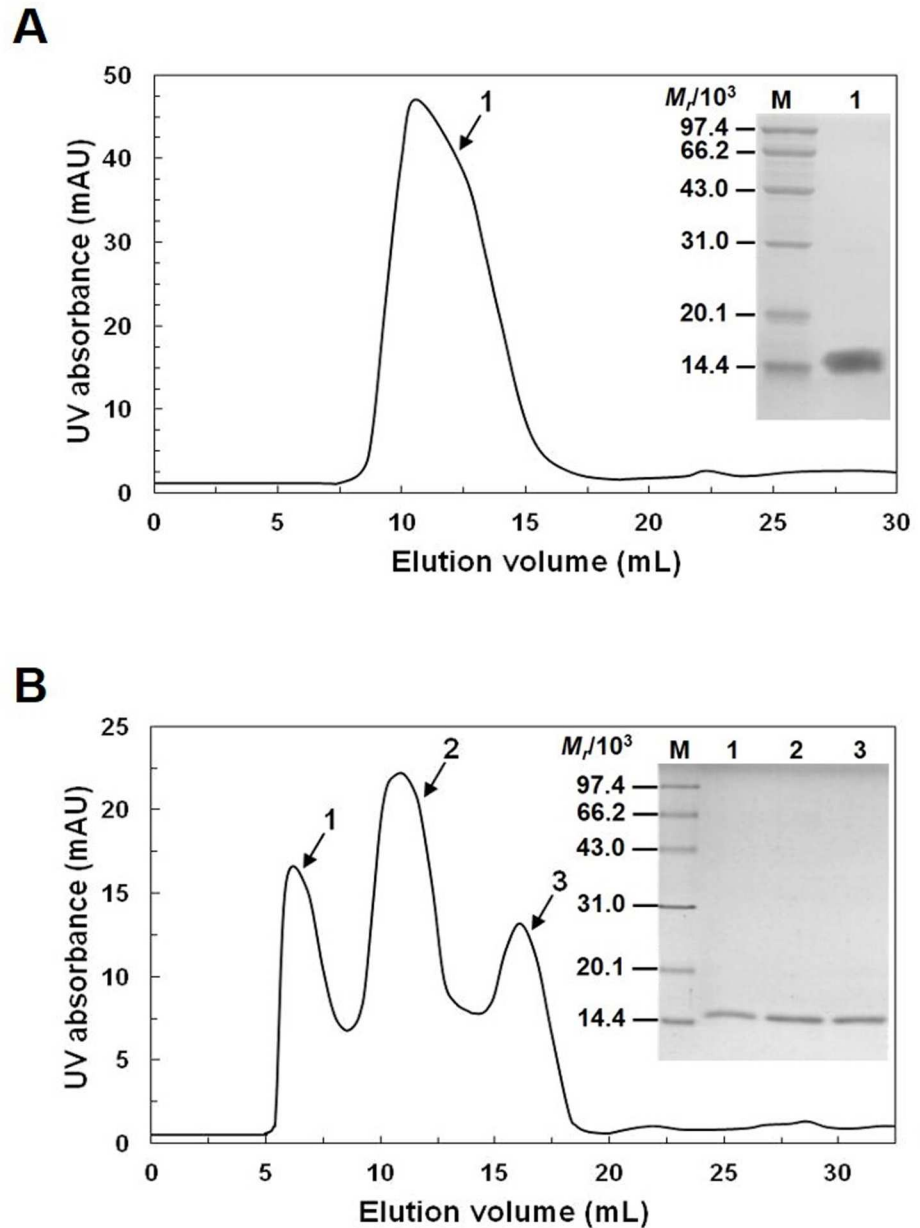 A
50
40
30
20
10
0
UV absorbance (mAU)
0 5 10 15 20 25 30
Elution volume (mL)
1
Mr/10³ M 1
97.4
66.2
43.0
31.0
20.1
14.4
B
25
20
15
10
5
0
UV absorbance (mAU)
0 5 10 15 20 25 30
Elution volume (mL)
1
2
3
Mr/10³ M 1 2 3
97.4
66.2
43.0
31.0
20.1
14.4